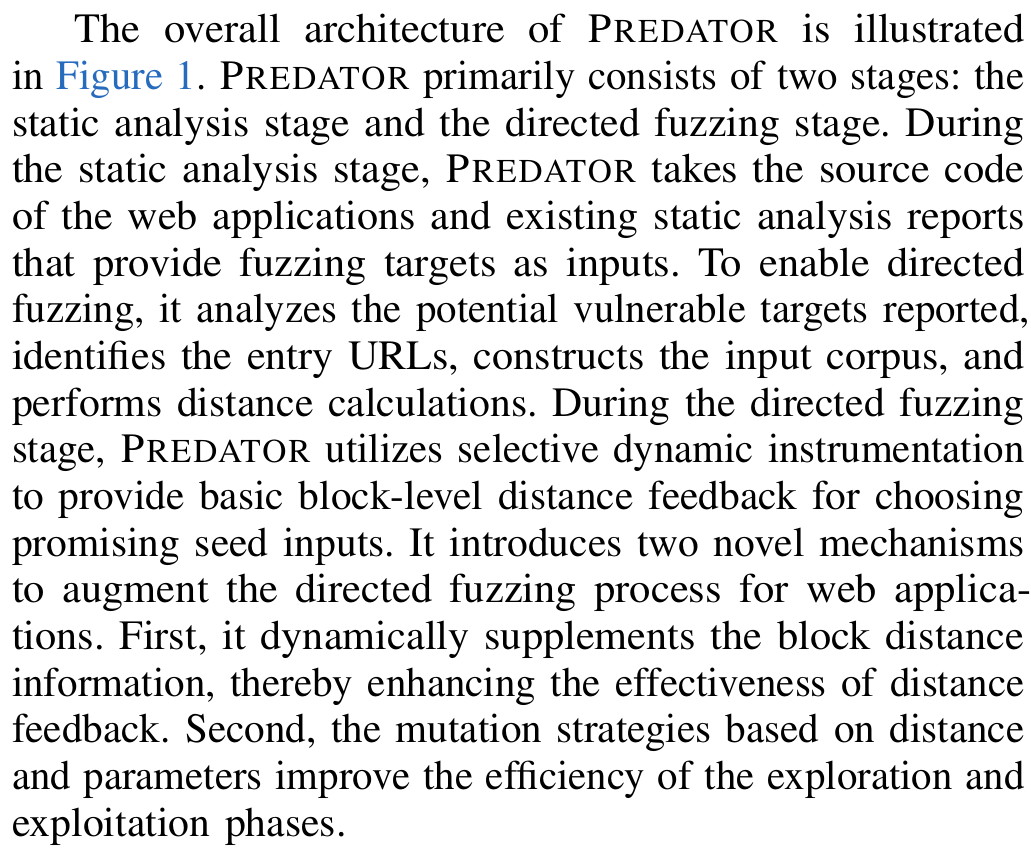 The overall architecture of PREDATOR is illustrated
in Figure 1. PREDATOR primarily consists of two stages: the
static analysis stage and the directed fuzzing stage. During
the static analysis stage, PREDATOR takes the source code
of the web applications and existing static analysis reports
that provide fuzzing targets as inputs. To enable directed
fuzzing, it analyzes the potential vulnerable targets reported,
identifies the entry URLs, constructs the input corpus, and
performs distance calculations. During the directed fuzzing
stage, PREDATOR utilizes selective dynamic instrumentation
to provide basic block-level distance feedback for choosing
promising seed inputs. It introduces two novel mechanisms
to augment the directed fuzzing process for web applica-
tions. First, it dynamically supplements the block distance
information, thereby enhancing the effectiveness of distance
feedback. Second, the mutation strategies based on distance
and parameters improve the efficiency of the exploration and
exploitation phases.